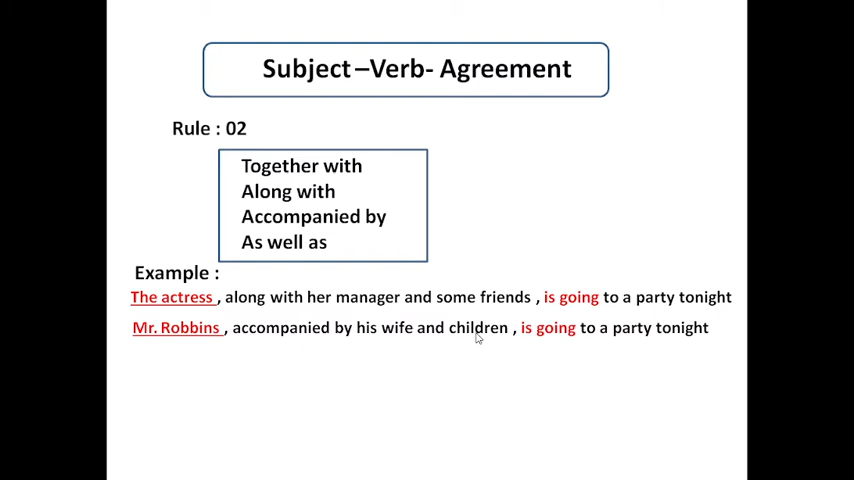 Subject –Verb- Agreement
Rule : 02
Together with
Along with
Accompanied by
As well as
Example :
The actress , along with her manager and some friends , is going to a party tonight
Mr. Robbins , accompanied by his wife and children , is going to a party tonight